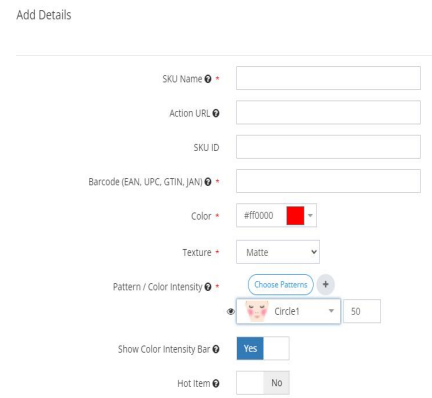 Add Details
SKU Name *
Action URL
SKU ID
Barcode (EAN, UPC, GTIN, JAN) *
Color * #ff0000
Texture * Matte
Pattern / Color Intensity * Choose Patterns +
Circle1 50
Show Color Intensity Bar Yes
Hot Item No